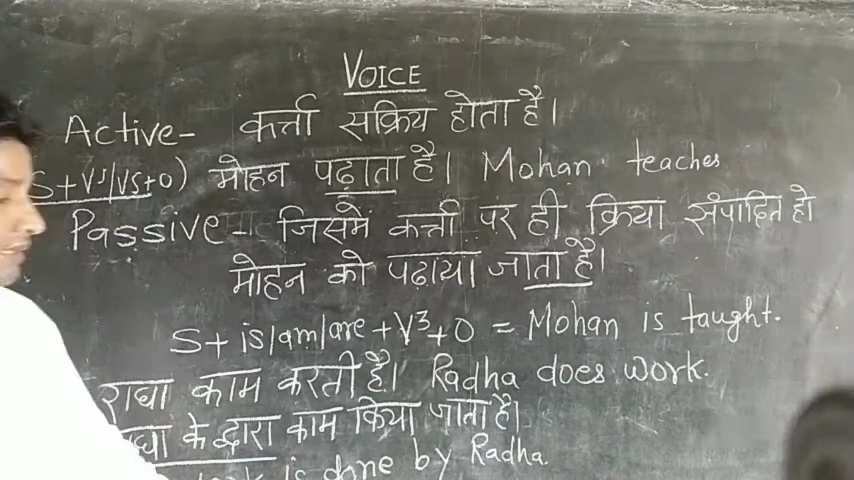 VOICE
Active- कर्त्ता सक्रिय होता है।
S+V¹/V5+O) मोहन पढ़ाता है। Mohan teaches
Passive- जिसमें कर्त्ता पर ही क्रिया संपादित हो
मोहन को पढाया जाता है।
S+ is/am/are +V³+O = Mohan is taught.
राधा काम करती है। Radha does work.
के द्वारा काम किया जाता है।
is done by Radha.